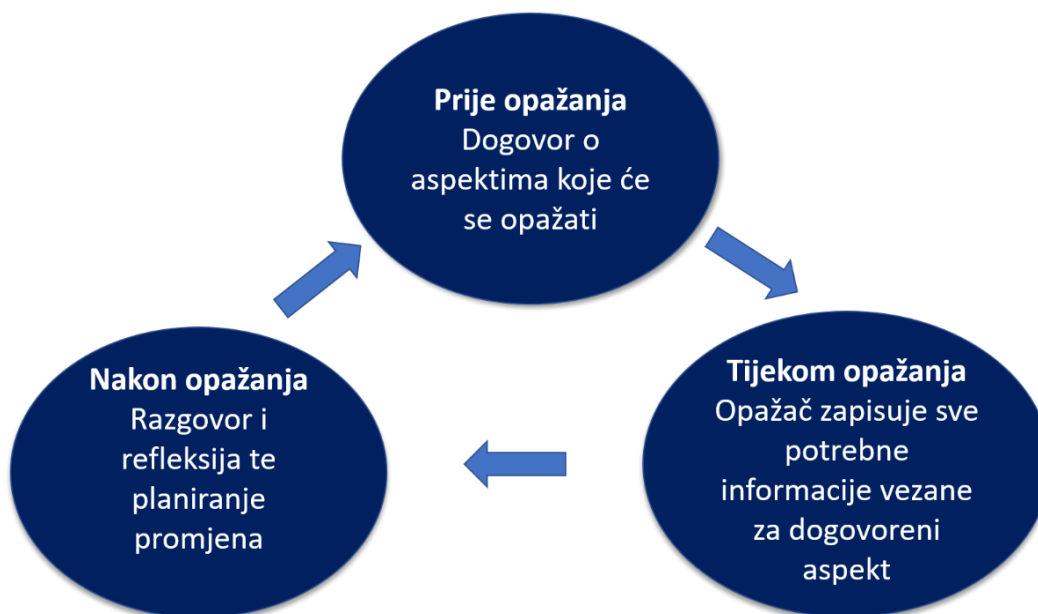 Prije opažanja
Dogovor o
aspektima koje će
se opažati
Tijekom opažanja
Opažač zapisuje sve
potrebne
informacije vezane
za dogovoreni
aspekt
Nakon opažanja
Razgovor i
refleksija te
planiranje
promjena